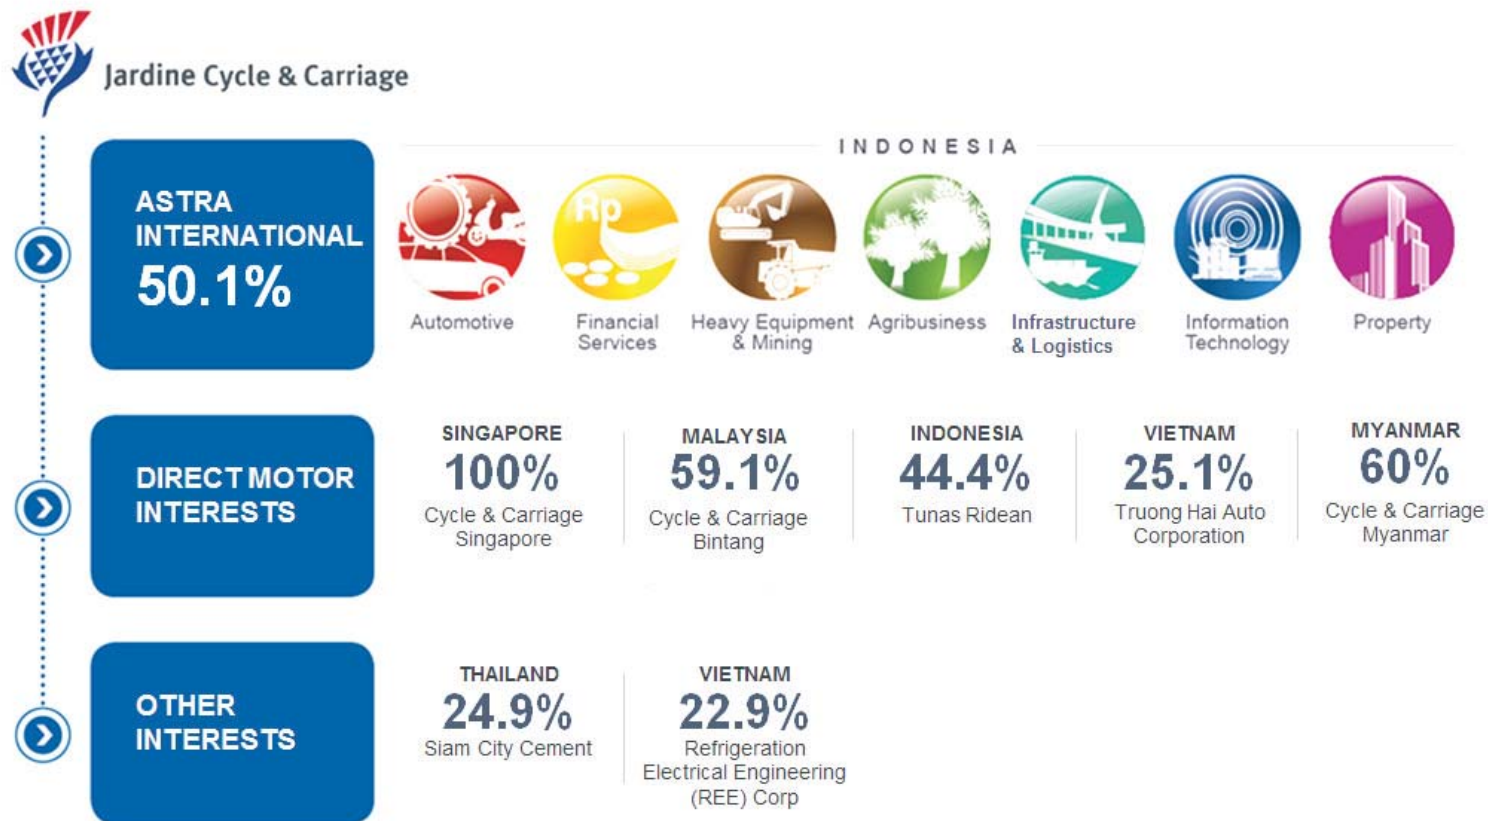 Jardine Cycle & Carriage
ASTRA
INTERNATIONAL
50.1%
INDONESIA
Rp
Automotive
Financial
Services
Heavy Equipment
& Mining
Agribusiness
Infrastructure
& Logistics
Information
Technology
Property
DIRECT MOTOR
INTERESTS
SINGAPORE
100%
Cycle & Carriage
Singapore
MALAYSIA
59.1%
Cycle & Carriage
Bintang
INDONESIA
44.4%
Tunas Ridean
VIETNAM
25.1%
Truong Hai Auto
Corporation
MYANMAR
60%
Cycle & Carriage
Myanmar
OTHER
INTERESTS
THAILAND
24.9%
Siam City Cement
VIETNAM
22.9%
Refrigeration
Electrical Engineering
(REE) Corp